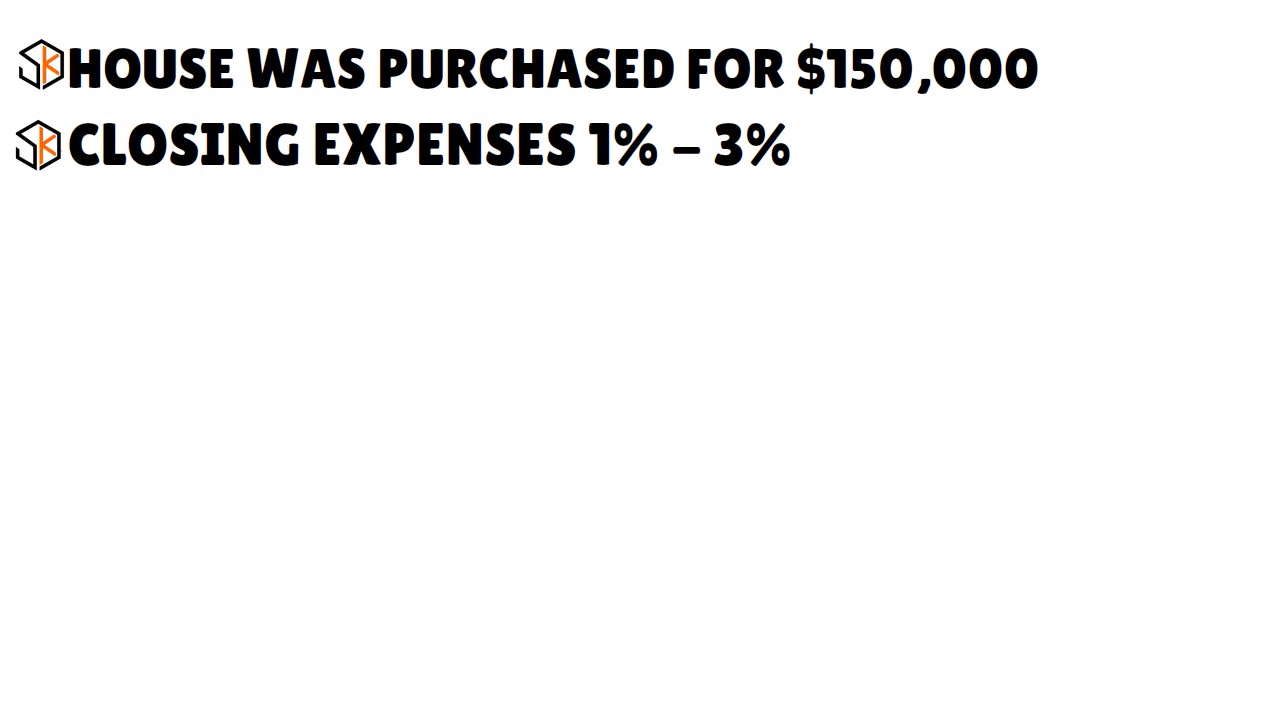 HOUSE WAS PURCHASED FOR $150,000
CLOSING EXPENSES 1% – 3%